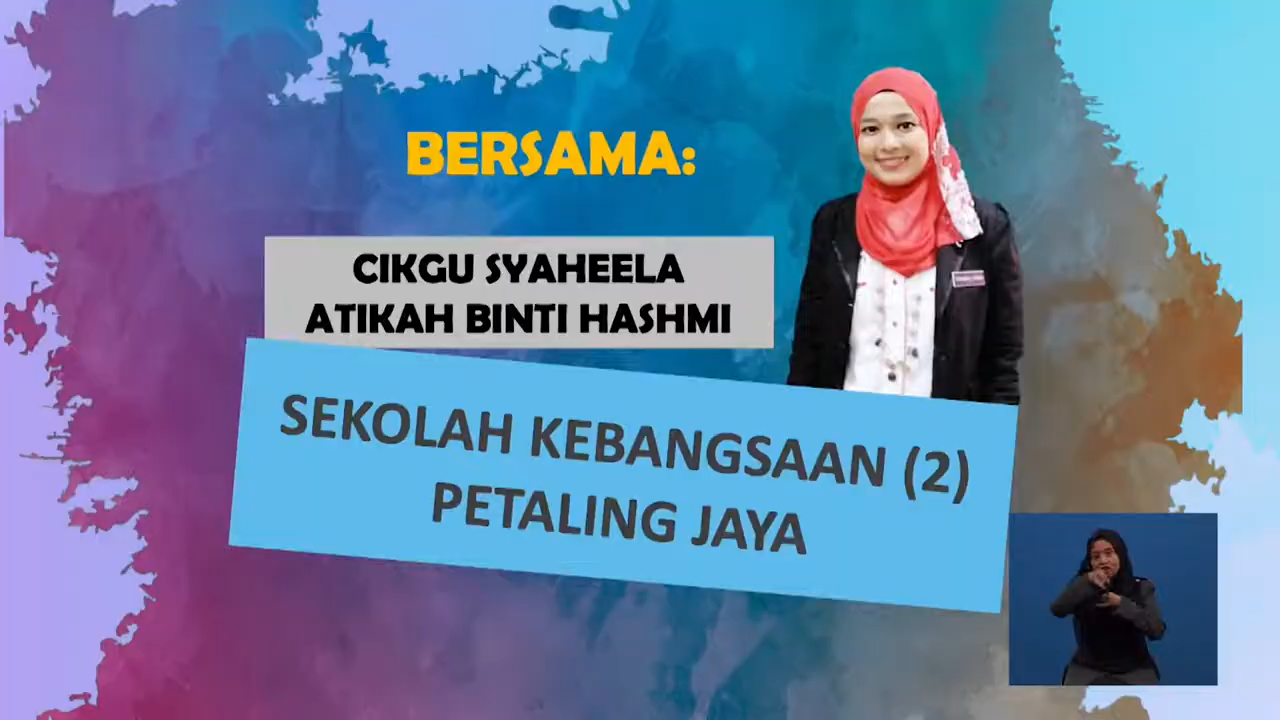 BERSAMA:
CIKGU SYAHEELA
ATIKAH BINTI HASHMI
SEKOLAH KEBANGSAAN (2)
PETALING JAYA